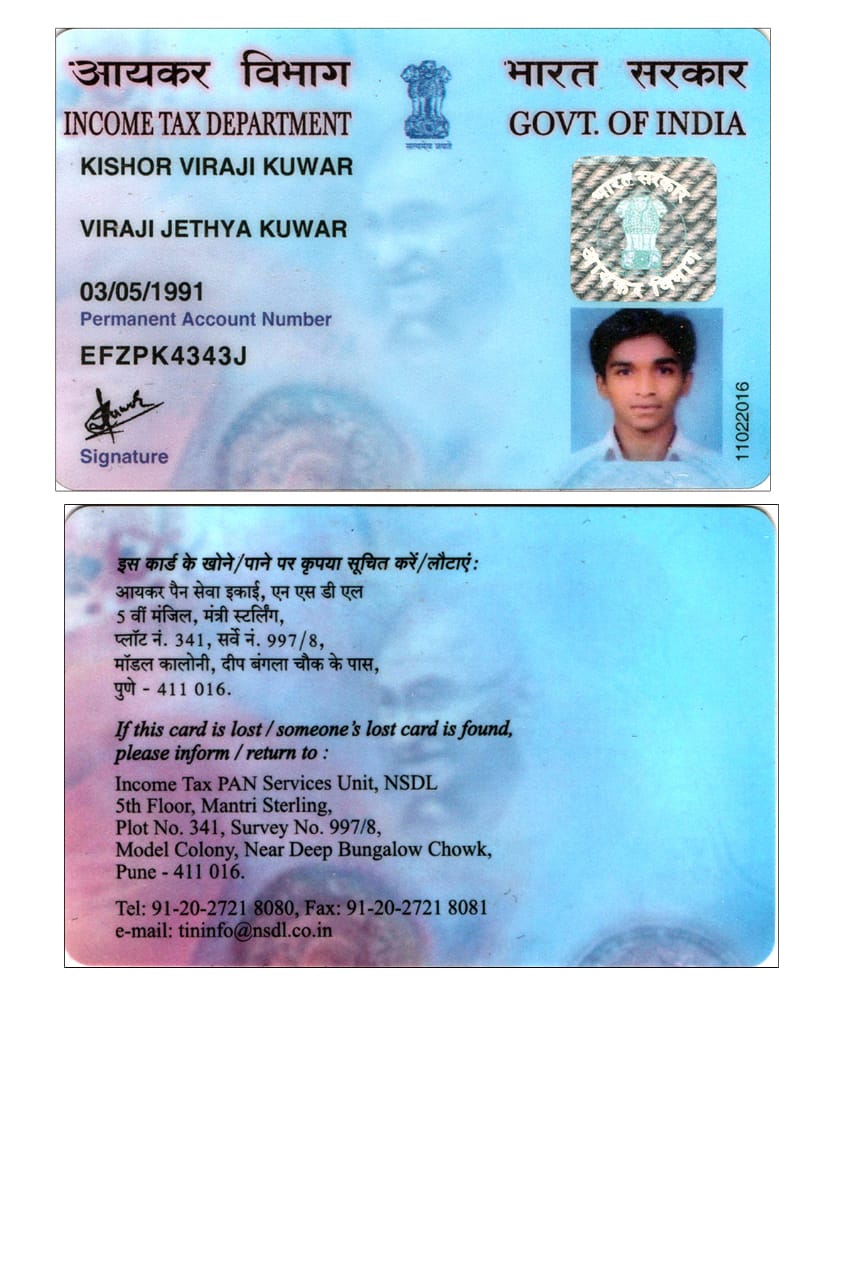 आयकर विभाग
INCOME TAX DEPARTMENT
सत्यमेव जयते
भारत सरकार
GOVT. OF INDIA
KISHOR VIRAJI KUWAR
VIRAJI JETHYA KUWAR
03/05/1991
Permanent Account Number
EFZPK4343J
Signature
भारत सरकार
आयकर विभाग
11022016
इस कार्ड के खोने/पाने पर कृपया सूचित करें/लौटाएं:
आयकर पैन सेवा इकाई, एन एस डी एल
5 वीं मंजिल, मंत्री स्टर्लिंग,
प्लॉट नं. 341, सर्वे नं. 997/8,
मॉडल कालोनी, दीप बंगला चौक के पास,
पुणे - 411 016.
If this card is lost / someone's lost card is found,
please inform / return to :
Income Tax PAN Services Unit, NSDL
5th Floor, Mantri Sterling,
Plot No. 341, Survey No. 997/8,
Model Colony, Near Deep Bungalow Chowk,
Pune - 411 016.
Tel: 91-20-2721 8080, Fax: 91-20-2721 8081
e-mail: tininfo@nsdl.co.in